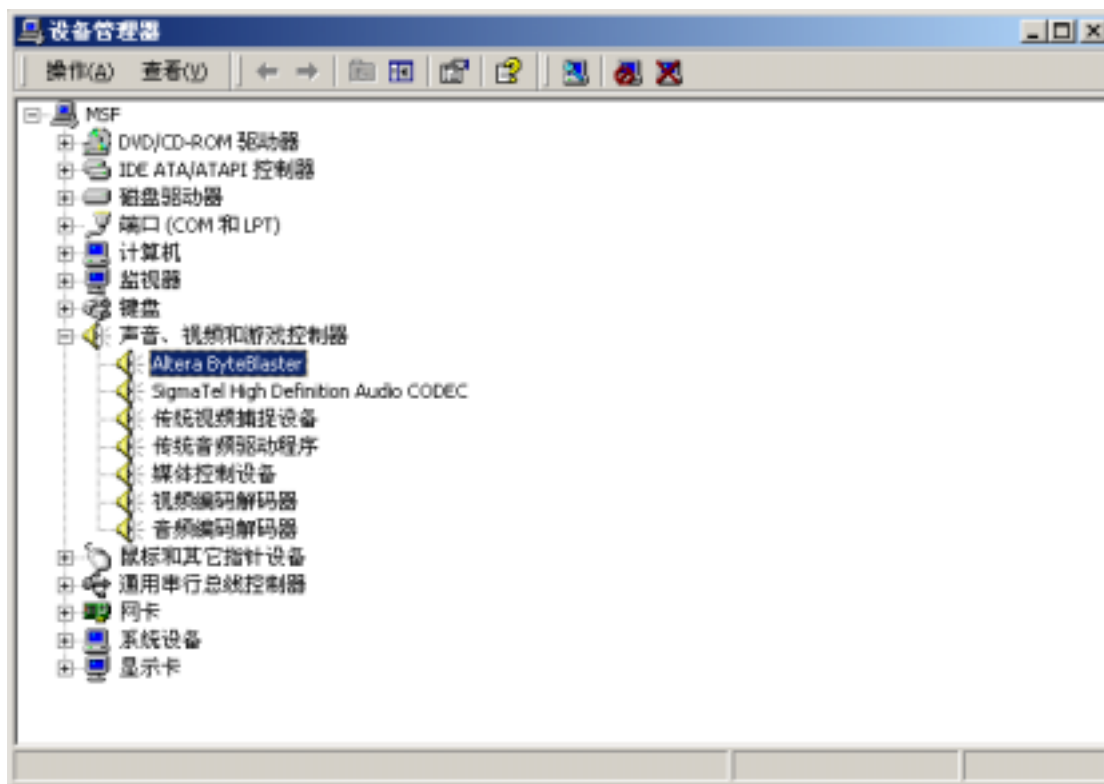 设备管理器
操作(A) 查看(V)
MSF
DVD/CD-ROM 驱动器
IDE ATA/ATAPI 控制器
磁盘驱动器
端口 (COM 和 LPT)
计算机
监视器
键盘
声音、视频和游戏控制器
Altera ByteBlaster
SigmaTel High Definition Audio CODEC
传统视频捕捉设备
传统音频驱动程序
媒体控制设备
视频编码解码器
音频编码解码器
鼠标和其它指针设备
通用串行总线控制器
网卡
系统设备
显示卡